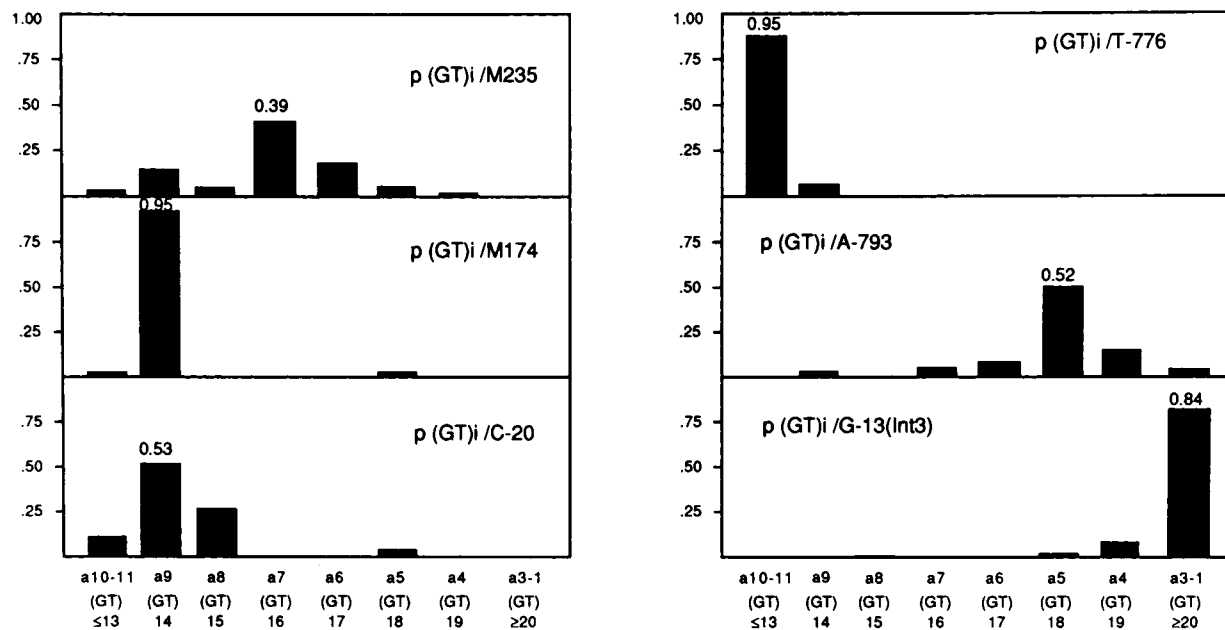 1.00
.75
.50
.25
p (GT)i /M235
0.39
.75
.50
.25
p (GT)i /M174
0.95
.75
.50
.25
p (GT)i /C-20
0.53
a10-11 a9 a8 a7 a6 a5 a4 a3-1
(GT) (GT) (GT) (GT) (GT) (GT) (GT) (GT)
≤13 14 15 16 17 18 19 ≥20
1.00
.75
.50
.25
0.95
p (GT)i /T-776
.75
.50
.25
p (GT)i /A-793
0.52
.75
.50
.25
p (GT)i /G-13(Int3)
0.84
a10-11 a9 a8 a7 a6 a5 a4 a3-1
(GT) (GT) (GT) (GT) (GT) (GT) (GT) (GT)
≤13 14 15 16 17 18 19 ≥20